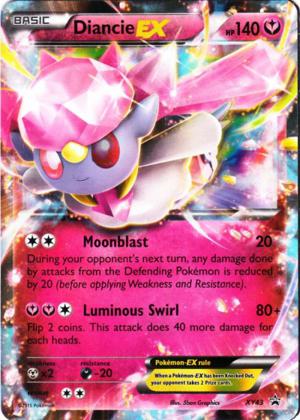 BASIC
Diancie EX
HP 140
Moonblast 20
During your opponent's next turn, any damage done
by attacks from the Defending Pokémon is
reduced by 20 (before applying Weakness and Resistance).
Luminous Swirl 80+
Flip 2 coins. This attack does 40 more damage for
each heads.
weakness
×2
resistance
-20
Pokémon-EX rule
When a Pokémon-EX has been Knocked Out,
your opponent takes 2 Prize cards.
retreat
Illus. 5ban Graphics
XY43
©2015 Pokémon